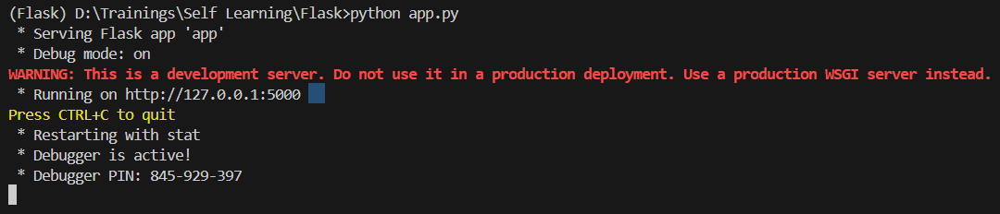 (Flask) D:\Trainings\Self Learning\Flask>python app.py
 * Serving Flask app 'app'
 * Debug mode: on
WARNING: This is a development server. Do not use it in a production deployment. Use a production WSGI server instead.
 * Running on http://127.0.0.1:5000
Press CTRL+C to quit
 * Restarting with stat
 * Debugger is active!
 * Debugger PIN: 845-929-397